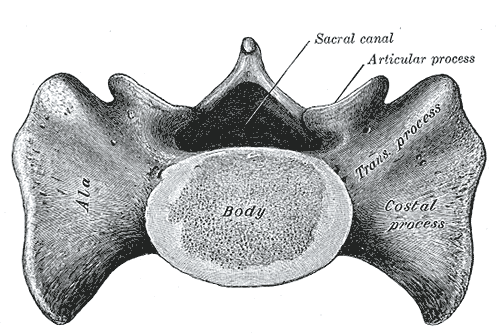 Sacral canal
Articular process
Trans. process
Ala
Body
Costal
process